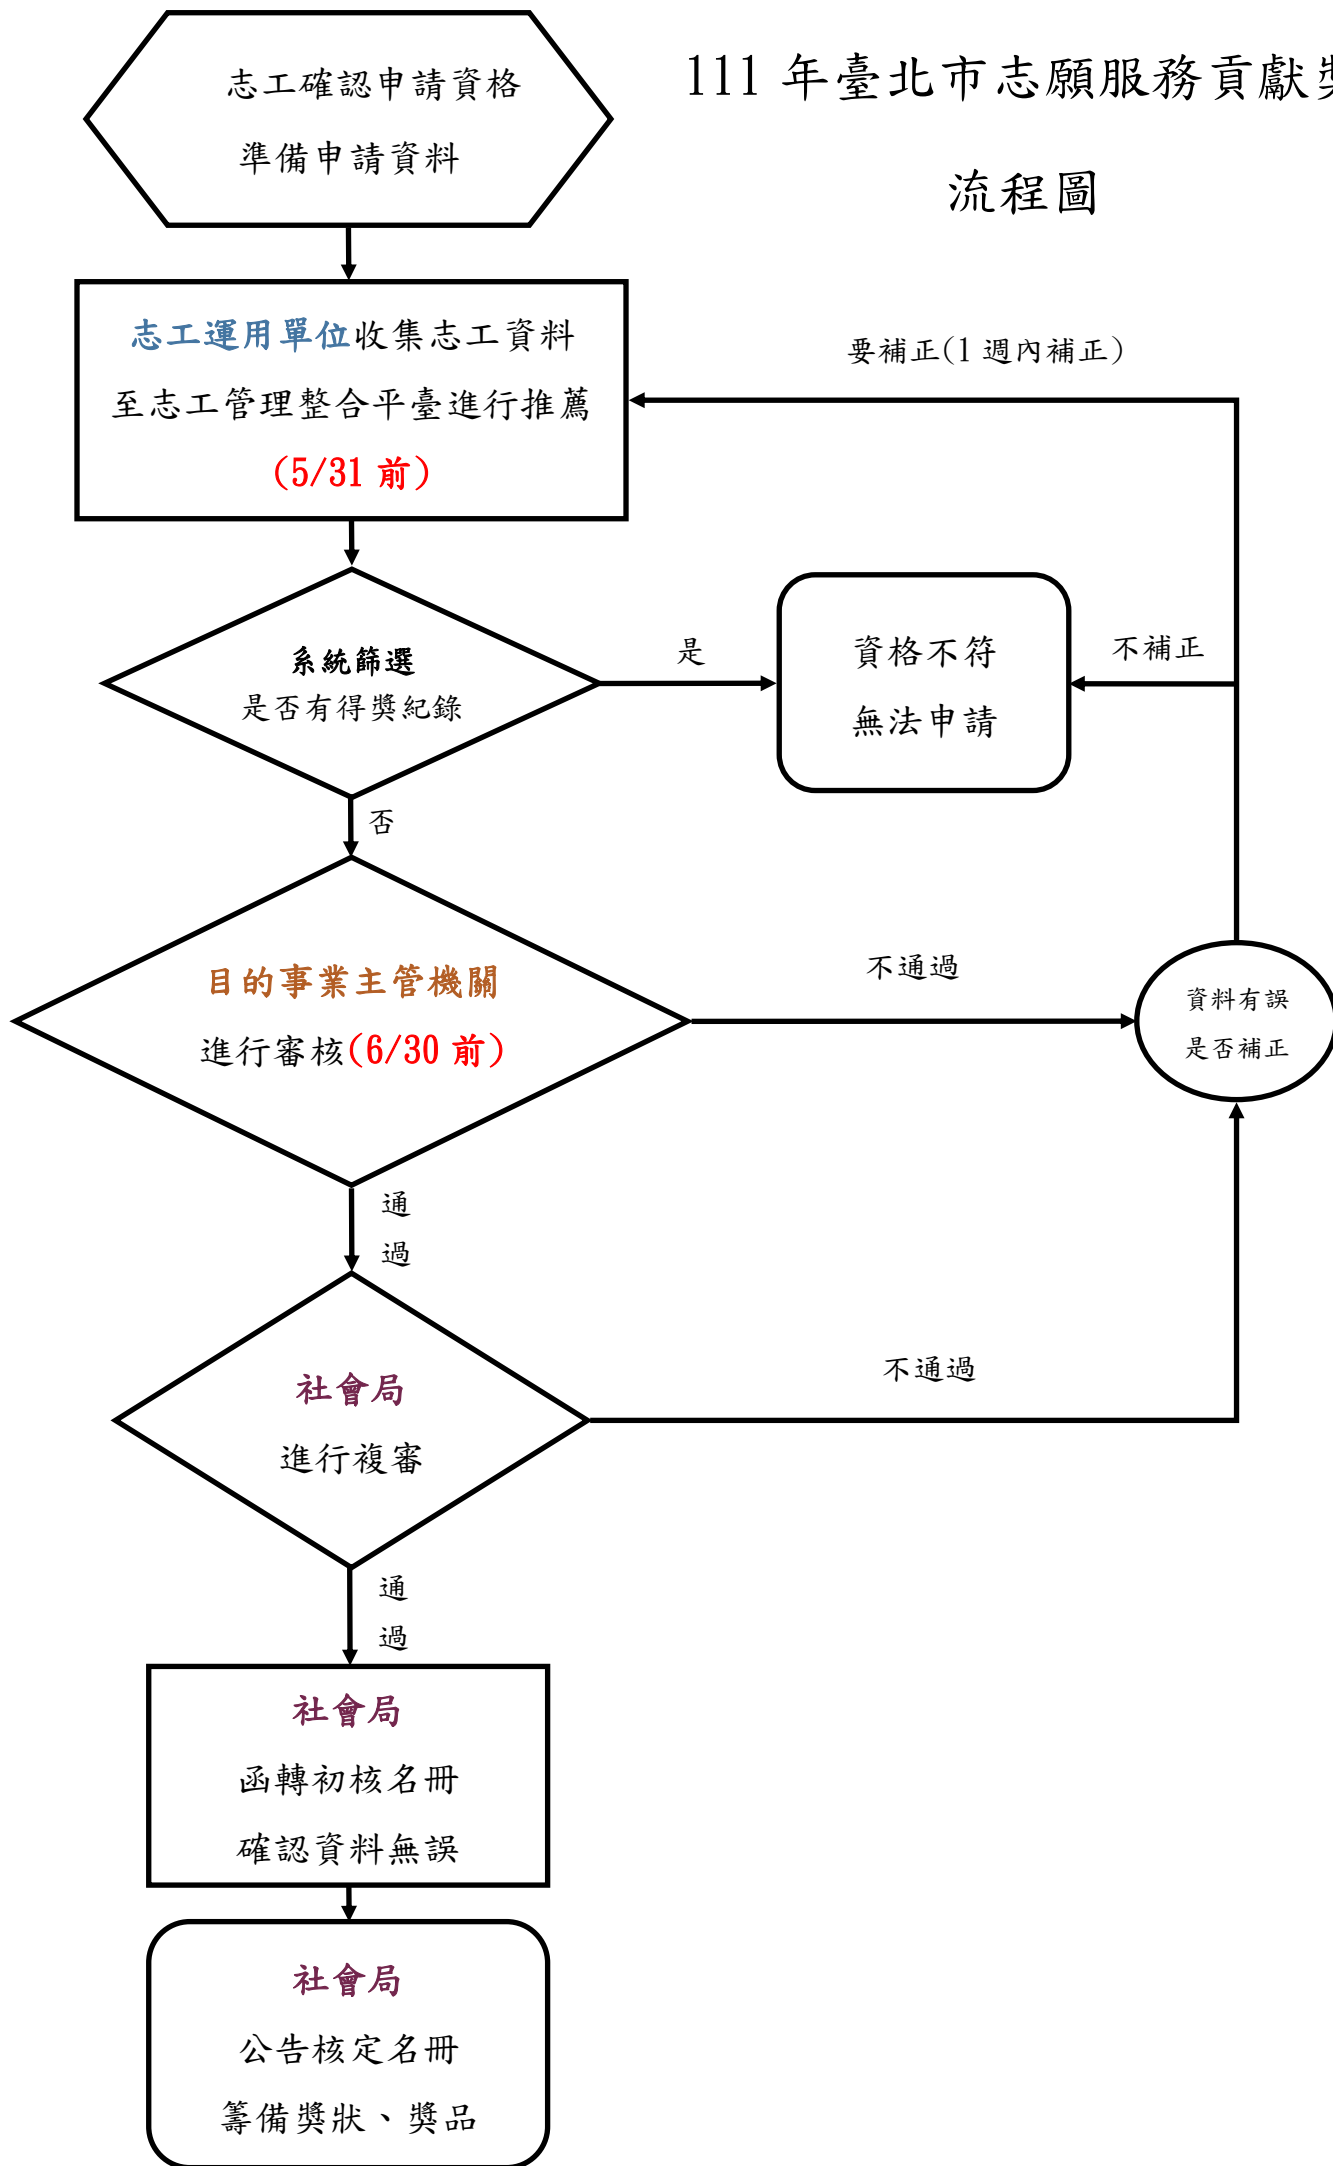 志工確認申請資格
準備申請資料
111 年臺北市志願服務貢獻獎
流程圖
志工運用單位收集志工資料
至志工管理整合平臺進行推薦
(5/31 前)
要補正(1 週內補正)
系統篩選
是否有得獎紀錄
是
資格不符
無法申請
不補正
否
目的事業主管機關
進行審核(6/30 前)
不通過
資料有誤
是否補正
通
過
社會局
進行複審
不通過
通
過
社會局
函轉初核名冊
確認資料無誤
社會局
公告核定名冊
籌備獎狀、獎品